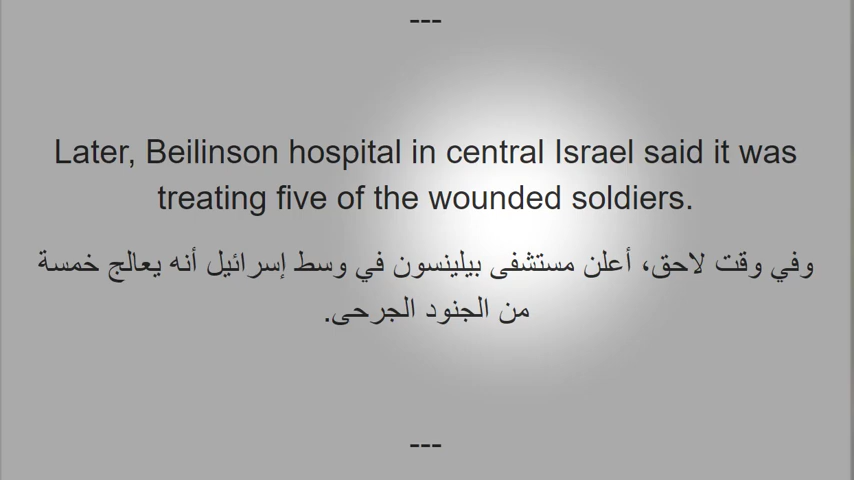 ---
Later, Beilinson hospital in central Israel said it was
treating five of the wounded soldiers.
وفي وقت لاحق، أعلن مستشفى بيلينسون في وسط إسرائيل أنه يعالج خمسة
من الجنود الجرحى.
---